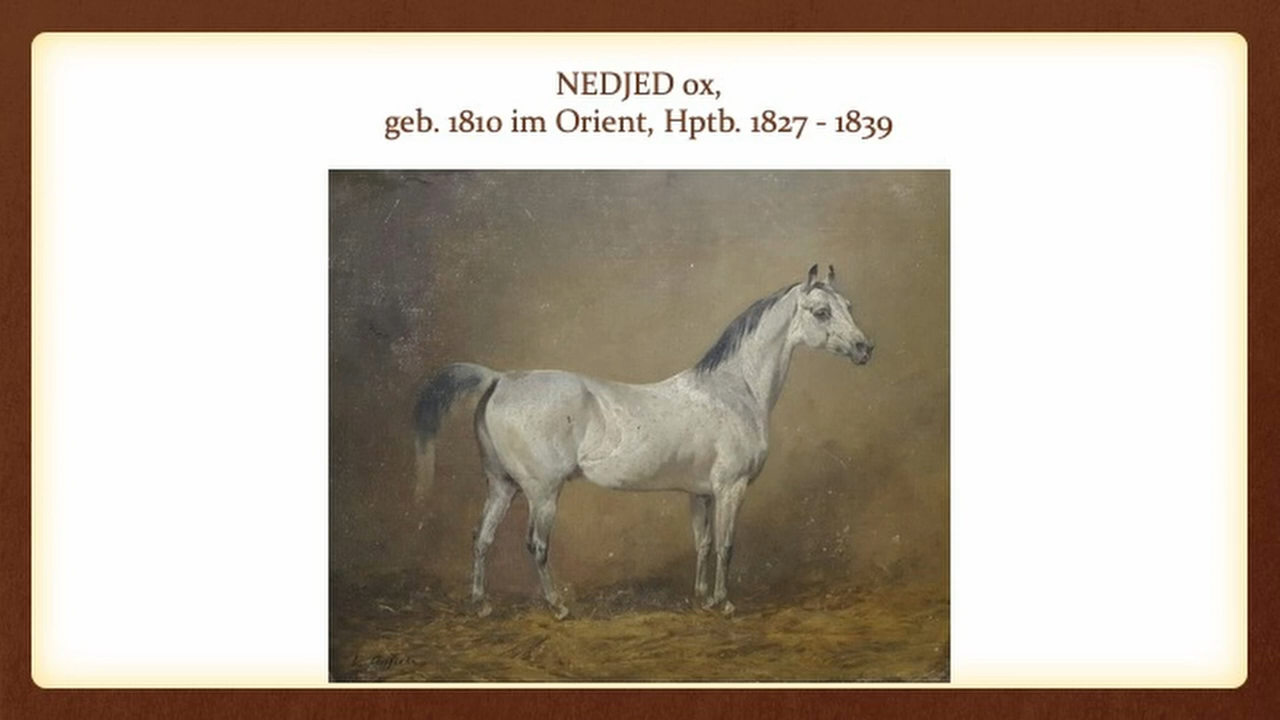 NEDJED ox,
geb. 1810 im Orient, Hptb. 1827 - 1839